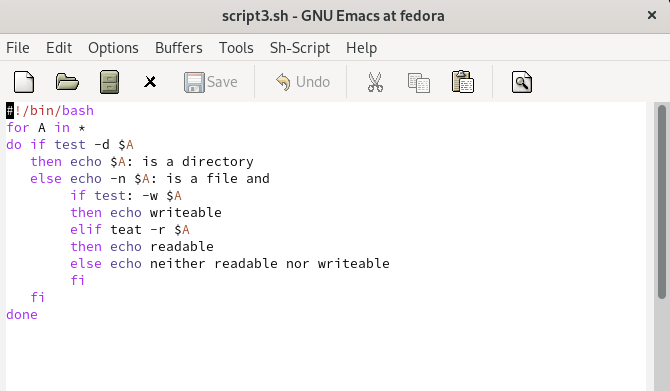 script3.sh - GNU Emacs at fedora
File Edit Options Buffers Tools Sh-Script Help
Save Undo
#!/bin/bash
for A in *
do if test -d $A
   then echo $A: is a directory
   else echo -n $A: is a file and
        if test: -w $A
        then echo writeable
        elif teat -r $A
        then echo readable
        else echo neither readable nor writeable
        fi
   fi
done